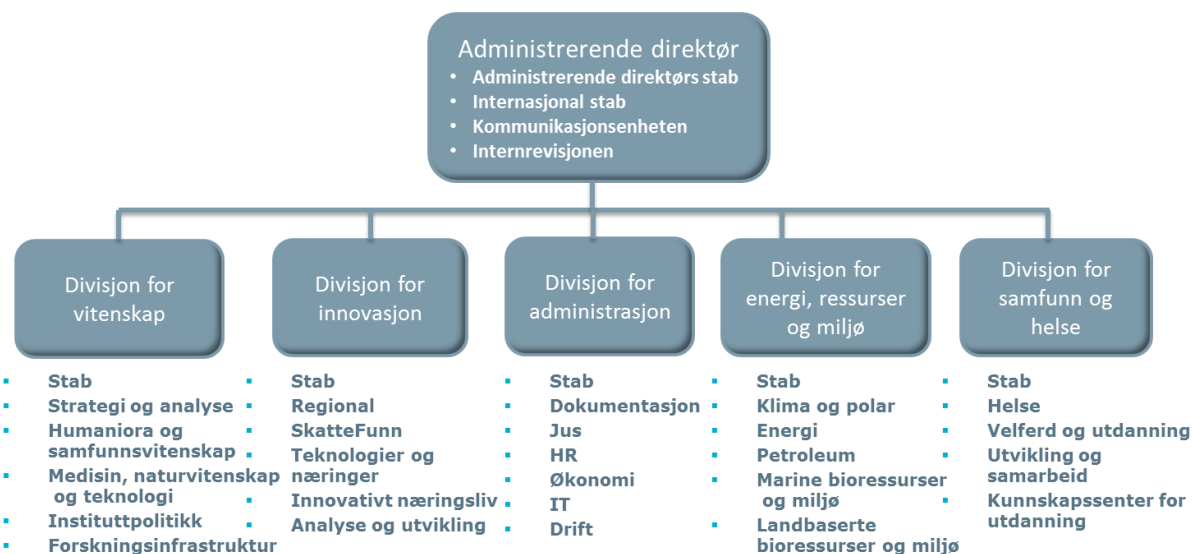 Administrerende direktør
• Administrerende direktørs stab
• Internasjonal stab
• Kommunikasjonsenheten
• Internrevisjonen
Divisjon for
vitenskap
▪ Stab
▪ Strategi og analyse
▪ Humaniora og
samfunnsvitenskap
▪ Medisin, naturvitenskap
og teknologi
▪ Instituttpolitikk
▪ Forskningsinfrastruktur
Divisjon for
innovasjon
▪ Stab
▪ Regional
▪ SkatteFunn
▪ Teknologier og
næringer
▪ Innovativt næringsliv
▪ Analyse og utvikling
Divisjon for
administrasjon
▪ Stab
▪ Dokumentasjon
▪ Jus
▪ HR
▪ Økonomi
▪ IT
▪ Drift
Divisjon for
energi, ressurser
og miljø
▪ Stab
▪ Klima og polar
▪ Energi
▪ Petroleum
▪ Marine bioressurser
og miljø
▪ Landbaserte
bioressurser og miljø
Divisjon for
samfunn og
helse
▪ Stab
▪ Helse
▪ Velferd og utdanning
▪ Utvikling og
samarbeid
▪ Kunnskapssenter for
utdanning